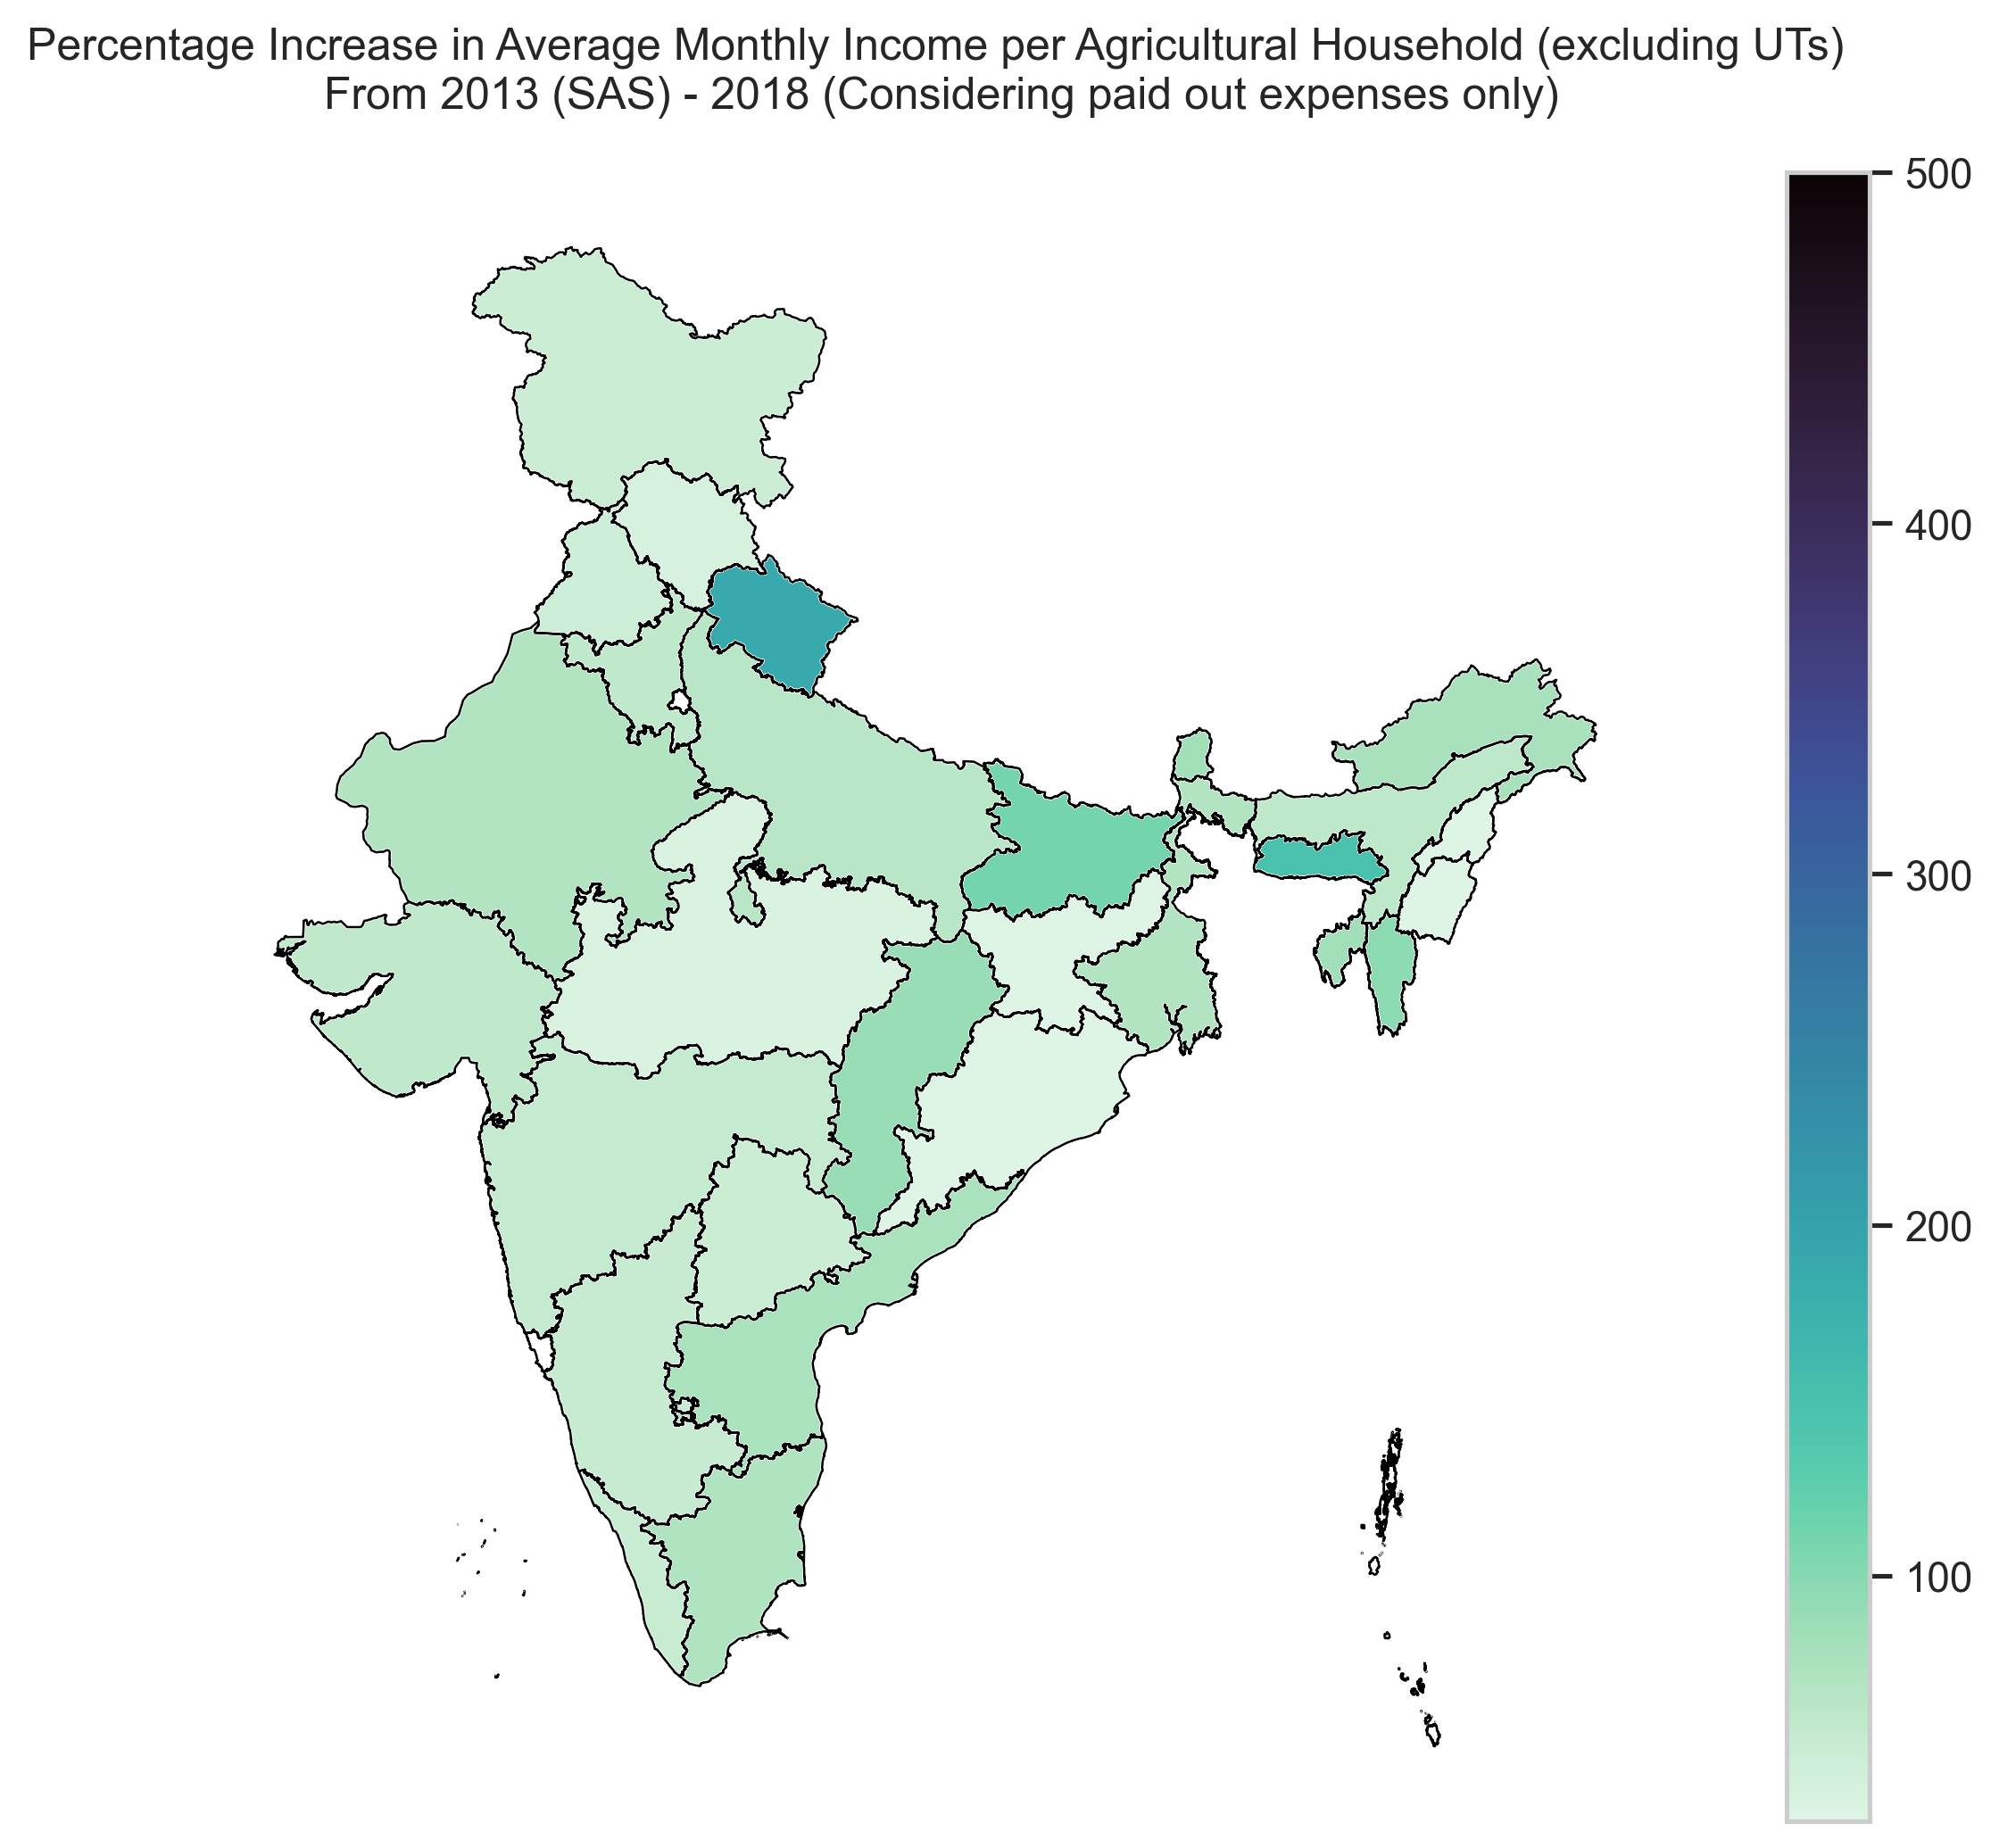 Percentage Increase in Average Monthly Income per Agricultural Household (excluding UTs)
From 2013 (SAS) - 2018 (Considering paid out expenses only)
500
400
300
200
100